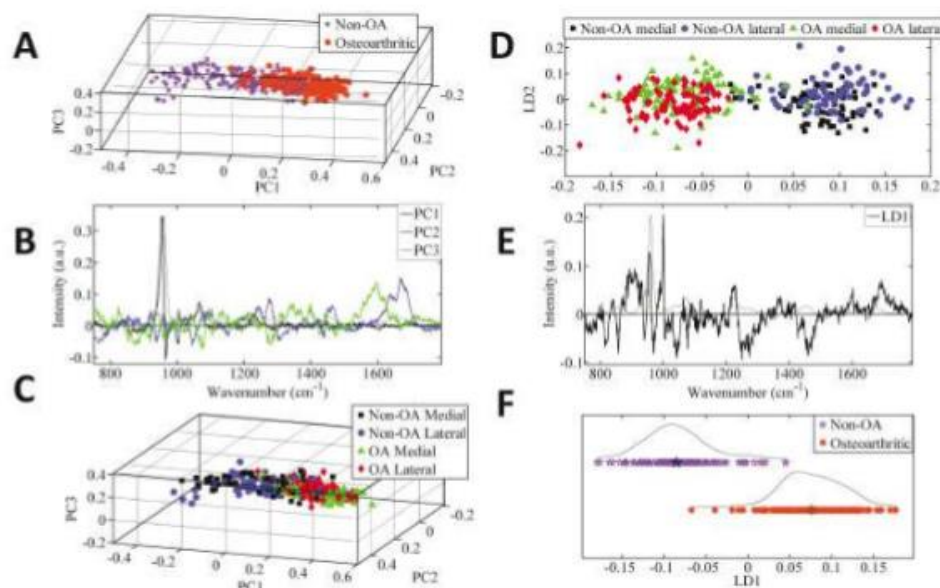 A
Non-OA
Osteoarthritic
PC3
0.4
0.2
0
-0.2
-0.4 -0.2 0 0.2 0.4 0.6
PC1
-0.2
0
0.2
0.4
PC2
B
PC1
PC2
PC3
Intensity (a.u.)
0.3
0.2
0.1
0
-0.1
800 1000 1200 1400 1600
Wavenumber (cm⁻¹)
C
Non-OA Medial
Non-OA Lateral
OA Medial
OA Lateral
PC3
0.4
0.2
0
-0.2
-0.4 -0.2 0 0.2 0.4 0.6
PC1
-0.2
0
0.2
0.4
PC2
D
Non-OA medial Non-OA lateral OA medial OA lateral
LD2
0.2
0.1
0
-0.1
-0.2
-0.2 -0.15 -0.1 -0.05 0 0.05 0.1 0.15 0.2
E
LD1
Intensity (a.u.)
0.2
0.1
0
-0.1
800 1000 1200 1400 1600
Wavenumber (cm⁻¹)
F
Non-OA
Osteoarthritic
-0.15 -0.1 -0.05 0 0.05 0.1 0.15
LD1